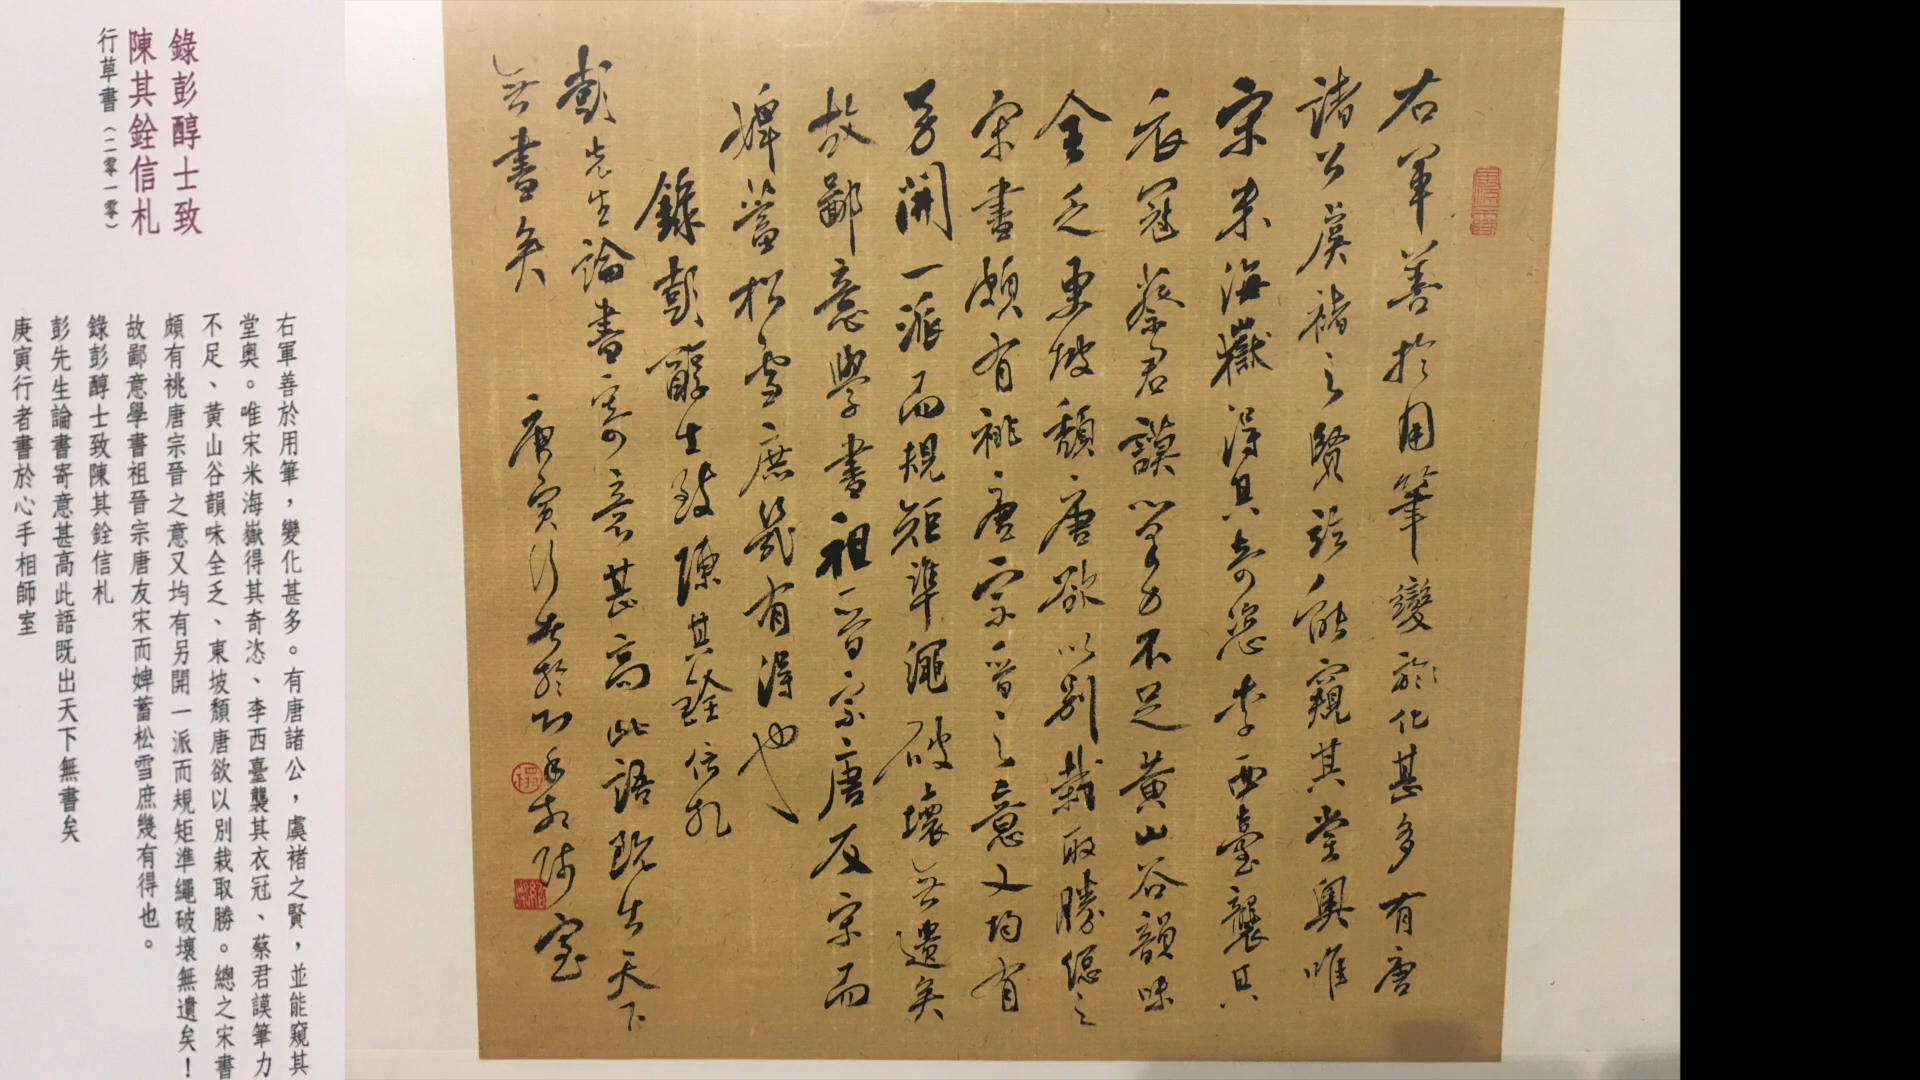 右軍善於用筆變於化甚多有唐
諸公虞褚之賢並能窺其堂奧唯
宋米海嶽得其奇恣李西臺襲其
衣冠蔡君謨筆力不足黃山谷韻味
全乏東坡頹唐欲以別栽取勝總之
宋書頗有祧唐宗晉之意又均有
另開一派而規矩準繩破壞無遺矣
故鄙意學書祖晉宗唐友宋而
婢蓄松雪庶幾有得也
錄彭醇士致陳其銓信札
彭先生論書寄意甚高此語既出天下
無書矣 庚寅行者於心手相師室
錄彭醇士致
陳其銓信札
行草書（二零一零）
右軍善於用筆，變化甚多。有唐諸公，虞褚之賢，並能窺其
堂奧。唯宋米海嶽得其奇恣、李西臺襲其衣冠、蔡君謨筆力
不足、黃山谷韻味全乏、東坡頹唐欲以別栽取勝。總之宋書
頗有祧唐宗晉之意又均有另開一派而規矩準繩破壞無遺矣！
故鄙意學書祖晉宗唐友宋而婢蓄松雪庶幾有得也。
錄彭醇士致陳其銓信札
彭先生論書寄意甚高此語既出天下無書矣
庚寅行者書於心手相師室